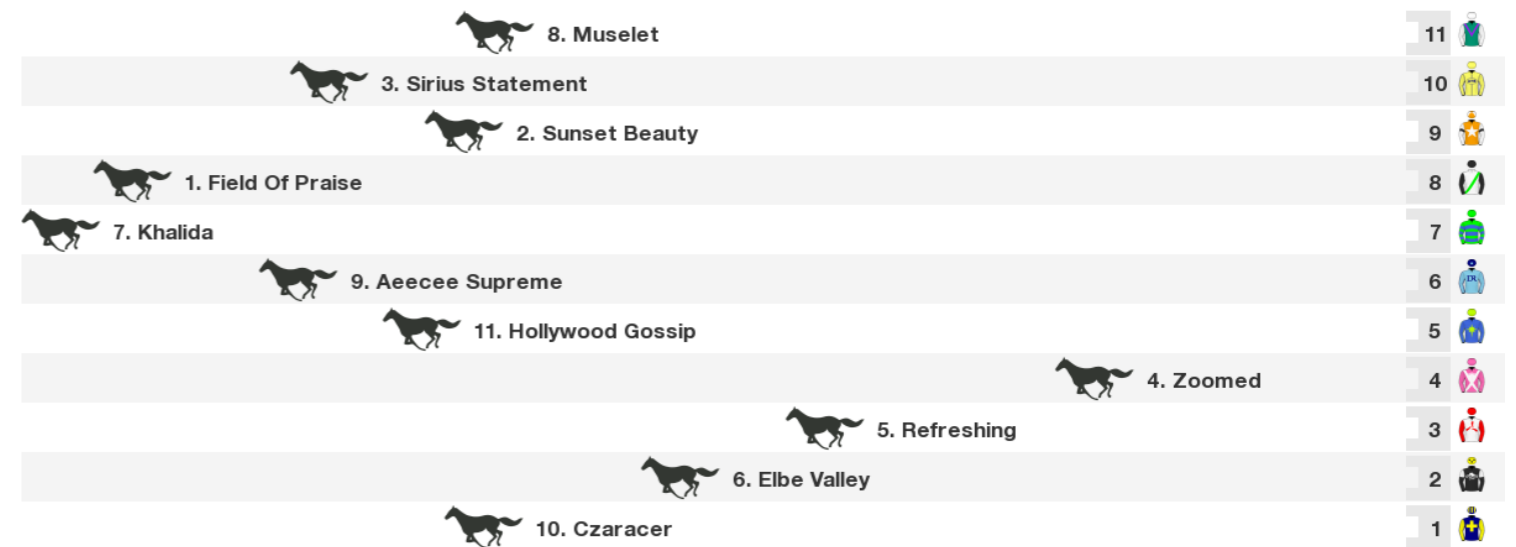 8. Muselet 11
3. Sirius Statement 10
2. Sunset Beauty 9
1. Field Of Praise 8
7. Khalida 7
9. Aeecee Supreme 6
11. Hollywood Gossip 5
4. Zoomed 4
5. Refreshing 3
6. Elbe Valley 2
10. Czaracer 1